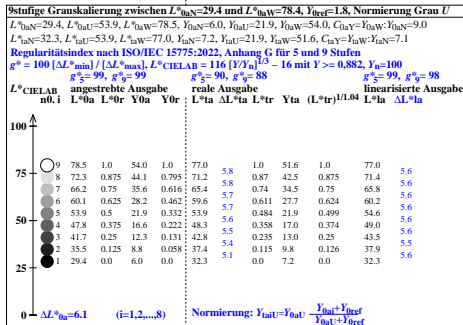 9stufige Grauskalierung zwischen L*0aN=29.4 und L*0aW=78.4, Y0ref=1.8, Normierung Grau U
L*0aN=29.4, L*0aU=53.9, L*0aW=78.5, Y0aN=6.0, Y0aU=21.9, Y0aW=54.0, C0aY=Y0aW:Y0aN=9.0
L*taN=32.3, L*taU=53.9, L*taW=77.0, YtaN=7.2, YtaU=21.9, YtaW=51.6, CtaY=YtaW:YtaN=7.1
Regularitätsindex nach ISO/IEC 15775:2022, Anhang G für 5 und 9 Stufen
g* = 100 [ΔL*min] / [ΔL*max], L*CIELAB = 116 [Y/Yn]1/3 − 16 mit Y >= 0,882, Yn=100
g*5=99, g*9=99 g*5=90, g*9=88 g*5=99, g*9=98
L*CIELAB angestrebte Ausgabe reale Ausgabe linearisierte Ausgabe
n0. i L*0a L*0r Y0a Y0r L*ta ΔL*ta L*tr Yta (L*tr)1/1.04 L*la ΔL*la
100
9 78.5 1.0 54.0 1.0 77.0 1.0 51.6 1.0 77.0
5.8 5.6
8 72.3 0.875 44.1 0.795 71.2 0.87 42.5 0.875 71.4
5.8 5.6
75
7 66.2 0.75 35.6 0.616 65.4 0.74 34.5 0.75 65.8
5.7 5.6
6 60.1 0.625 28.2 0.462 59.6 0.611 27.7 0.624 60.2
5.7 5.6
5 53.9 0.5 21.9 0.332 53.9 0.484 21.9 0.499 54.6
5.6 5.6
50
4 47.8 0.375 16.6 0.222 48.3 0.358 17.0 0.374 49.0
5.5 5.6
3 41.7 0.25 12.3 0.131 42.8 0.235 13.0 0.25 43.5
5.4 5.6
2 35.5 0.125 8.8 0.058 37.4 0.115 9.8 0.126 37.9
5.1 5.6
1 29.4 0.0 6.0 0.0 32.3 0.0 7.2 0.0 32.3
25
0 ΔL*0a=6.1 (i=1,2,...,8) Normierung: YtaiU=Y0aU Y0ai+Y0ref
Y0aU+Y0ref